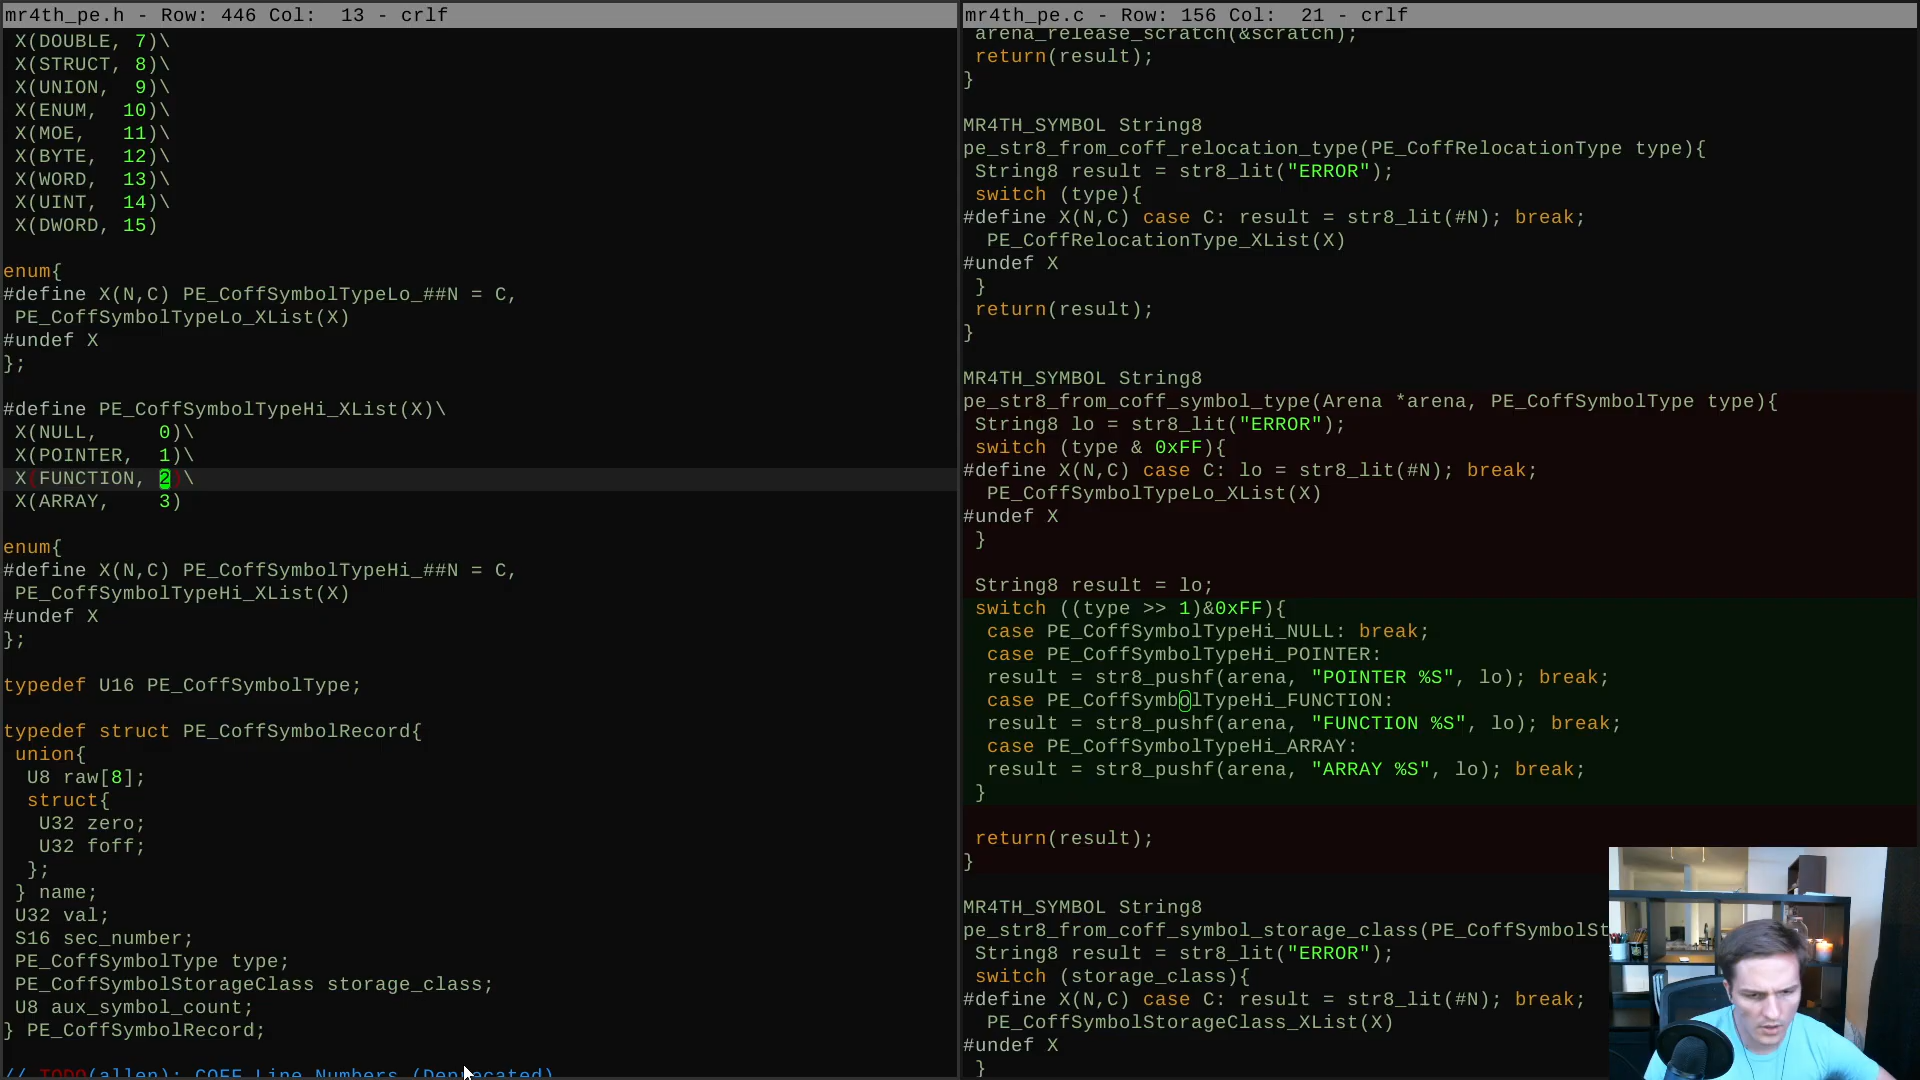 mr4th_pe.h - Row: 446 Col:  13 - crlf
 X(DOUBLE, 7)\
 X(STRUCT, 8)\
 X(UNION,  9)\
 X(ENUM,  10)\
 X(MOE,   11)\
 X(BYTE,  12)\
 X(WORD,  13)\
 X(UINT,  14)\
 X(DWORD, 15)
enum{
#define X(N,C) PE_CoffSymbolTypeLo_##N = C,
 PE_CoffSymbolTypeLo_XList(X)
#undef X
};
#define PE_CoffSymbolTypeHi_XList(X)\
 X(NULL,     0)\
 X(POINTER,  1)\
 X(FUNCTION, 2)\
 X(ARRAY,    3)
enum{
#define X(N,C) PE_CoffSymbolTypeHi_##N = C,
 PE_CoffSymbolTypeHi_XList(X)
#undef X
};
typedef U16 PE_CoffSymbolType;
typedef struct PE_CoffSymbolRecord{
 union{
  U8 raw[8];
  struct{
   U32 zero;
   U32 foff;
  };
 } name;
 U32 val;
 S16 sec_number;
 PE_CoffSymbolType type;
 PE_CoffSymbolStorageClass storage_class;
 U8 aux_symbol_count;
} PE_CoffSymbolRecord;
// TODO(allen): COFF Line Numbers (Deprecated)
mr4th_pe.c - Row: 156 Col:  21 - crlf
 arena_release_scratch(&scratch);
 return(result);
}
MR4TH_SYMBOL String8
pe_str8_from_coff_relocation_type(PE_CoffRelocationType type){
 String8 result = str8_lit("ERROR");
 switch (type){
#define X(N,C) case C: result = str8_lit(#N); break;
  PE_CoffRelocationType_XList(X)
#undef X
 }
 return(result);
}
MR4TH_SYMBOL String8
pe_str8_from_coff_symbol_type(Arena *arena, PE_CoffSymbolType type){
 String8 lo = str8_lit("ERROR");
 switch (type & 0xFF){
#define X(N,C) case C: lo = str8_lit(#N); break;
  PE_CoffSymbolTypeLo_XList(X)
#undef X
 }
 String8 result = lo;
 switch ((type >> 1)&0xFF){
  case PE_CoffSymbolTypeHi_NULL: break;
  case PE_CoffSymbolTypeHi_POINTER:
  result = str8_pushf(arena, "POINTER %S", lo); break;
  case PE_CoffSymbolTypeHi_FUNCTION:
  result = str8_pushf(arena, "FUNCTION %S", lo); break;
  case PE_CoffSymbolTypeHi_ARRAY:
  result = str8_pushf(arena, "ARRAY %S", lo); break;
 }
 return(result);
}
MR4TH_SYMBOL String8
pe_str8_from_coff_symbol_storage_class(PE_CoffSymbolSt
 String8 result = str8_lit("ERROR");
 switch (storage_class){
#define X(N,C) case C: result = str8_lit(#N); break;
  PE_CoffSymbolStorageClass_XList(X)
#undef X
 }